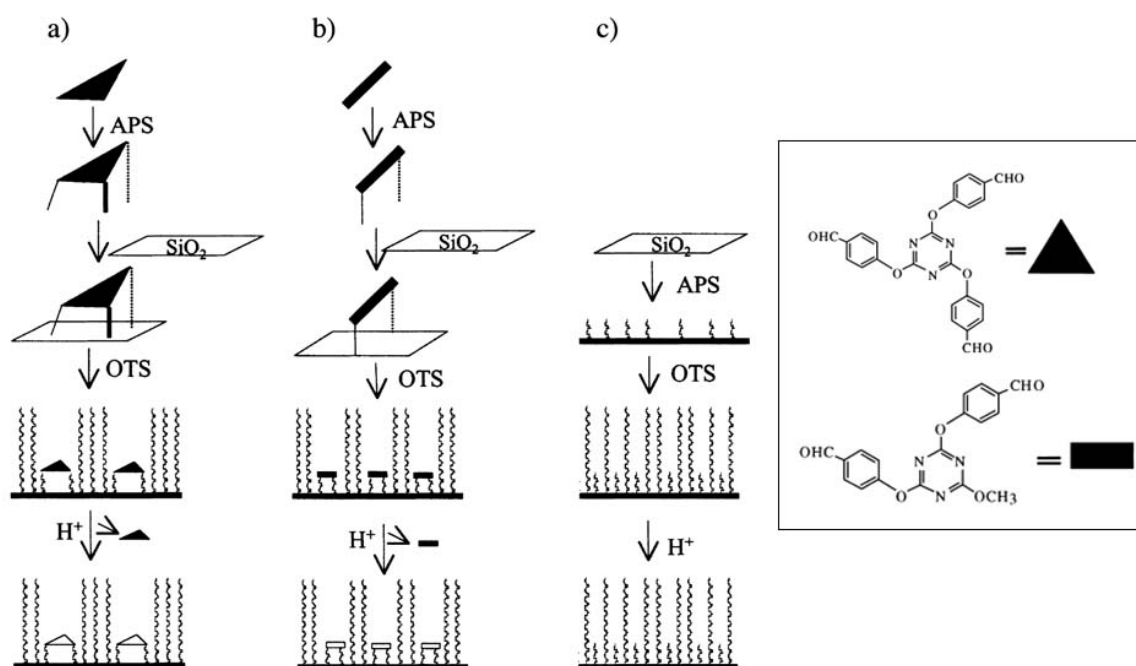 a)
APS
SiO2
OTS
H+
b)
APS
SiO2
OTS
H+
c)
SiO2
APS
OTS
H+
CHO
O
OHC
N N
O N O
CHO
=
CHO
O
OHC
N N
O N OCH3
=